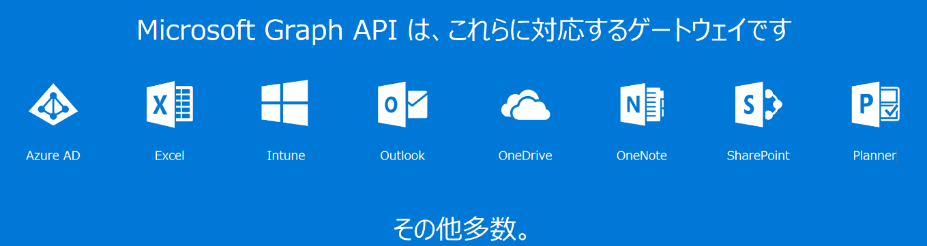 Microsoft Graph API は、これらに対応するゲートウェイです
Azure AD
Excel
Intune
Outlook
OneDrive
OneNote
SharePoint
Planner
その他多数。